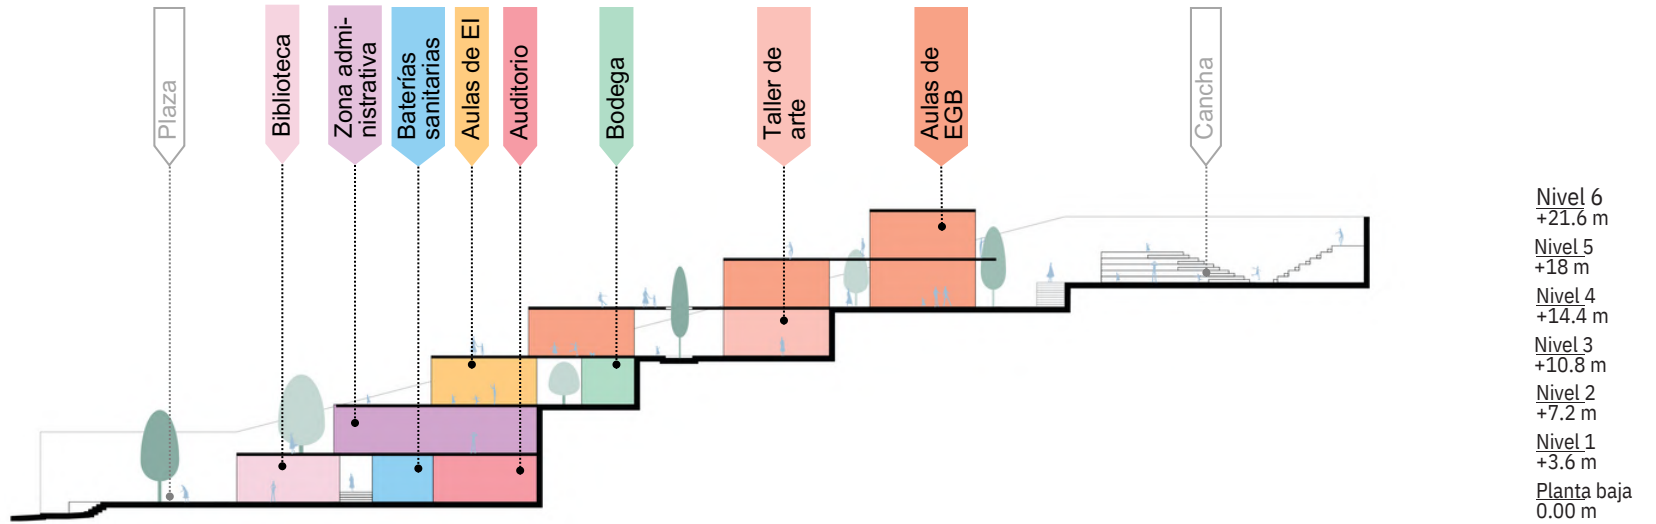 Plaza
Biblioteca
Zona admi-
nistrativa
Baterías
sanitarias
Aulas de EI
Auditorio
Bodega
Taller de
arte
Aulas de
EGB
Cancha
Nivel 6
+21.6 m
Nivel 5
+18 m
Nivel 4
+14.4 m
Nivel 3
+10.8 m
Nivel 2
+7.2 m
Nivel 1
+3.6 m
Planta baja
0.00 m